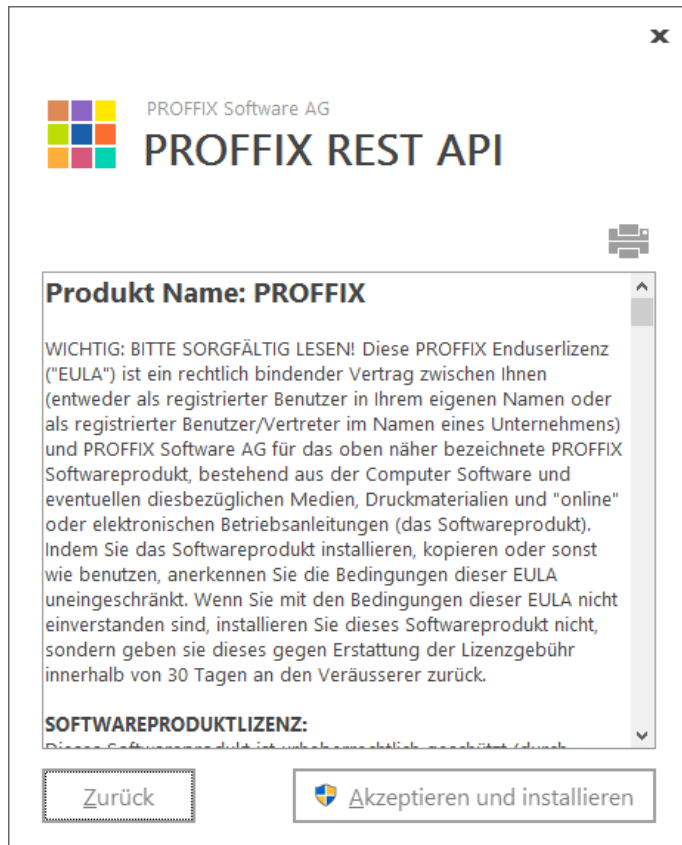 PROFFIX Software AG
PROFFIX REST API
Produkt Name: PROFFIX
WICHTIG: BITTE SORGFÄLTIG LESEN! Diese PROFFIX Enduserlizenz
("EULA") ist ein rechtlich bindender Vertrag zwischen Ihnen
(entweder als registrierter Benutzer in Ihrem eigenen Namen oder
als registrierter Benutzer/Vertreter im Namen eines Unternehmens)
und PROFFIX Software AG für das oben näher bezeichnete PROFFIX
Softwareprodukt, bestehend aus der Computer Software und
eventuellen diesbezüglichen Medien, Druckmaterialien und "online"
oder elektronischen Betriebsanleitungen (das Softwareprodukt).
Indem Sie das Softwareprodukt installieren, kopieren oder sonst
wie benutzen, anerkennen Sie die Bedingungen dieser EULA
uneingeschränkt. Wenn Sie mit den Bedingungen dieser EULA nicht
einverstanden sind, installieren Sie dieses Softwareprodukt nicht,
sondern geben sie dieses gegen Erstattung der Lizenzgebühr
innerhalb von 30 Tagen an den Veräusserer zurück.
SOFTWAREPRODUKTLIZENZ:
Dieses Softwareprodukt ist urheberrechtlich geschützt (durch
Zurück
Akzeptieren und installieren